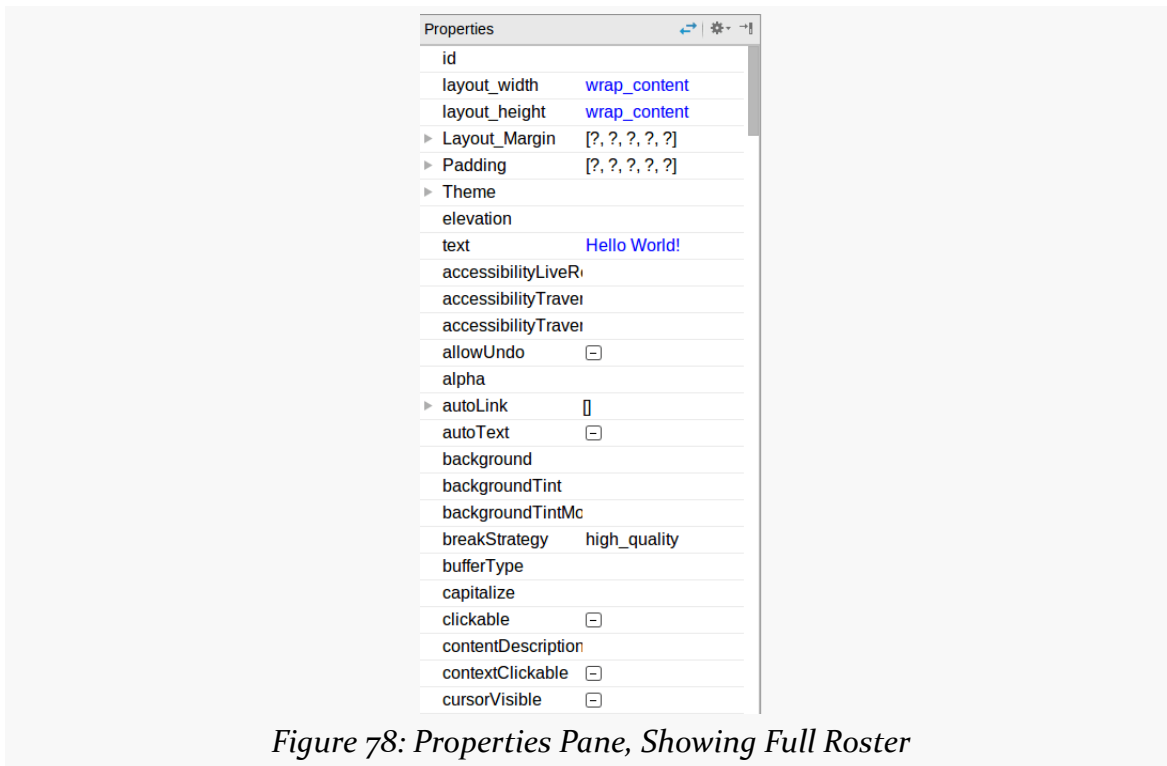 Properties
id
layout_width wrap_content
layout_height wrap_content
Layout_Margin [?, ?, ?, ?, ?]
Padding [?, ?, ?, ?, ?]
Theme
elevation
text Hello World!
accessibilityLiveRe
accessibilityTraver
accessibilityTraver
allowUndo
alpha
autoLink []
autoText
background
backgroundTint
backgroundTintMo
breakStrategy high_quality
bufferType
capitalize
clickable
contentDescription
contextClickable
cursorVisible
Figure 78: Properties Pane, Showing Full Roster